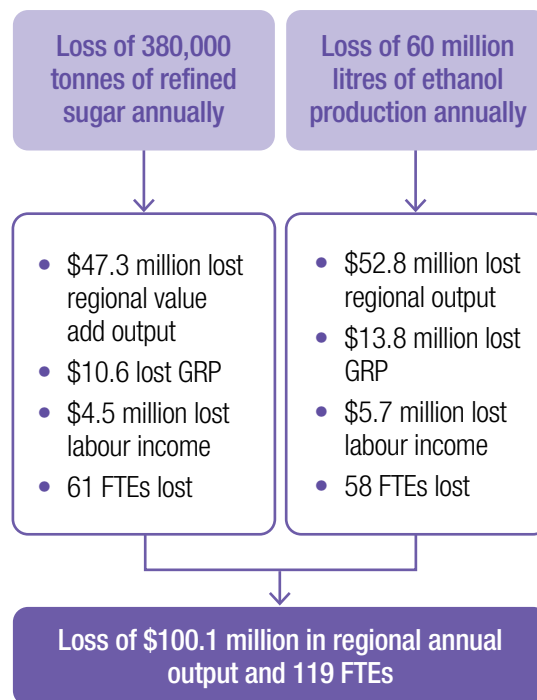 Loss of 380,000
tonnes of refined
sugar annually
Loss of 60 million
litres of ethanol
production annually
• $47.3 million lost
regional value
add output
• $10.6 lost GRP
• $4.5 million lost
labour income
• 61 FTEs lost
• $52.8 million lost
regional output
• $13.8 million lost
GRP
• $5.7 million lost
labour income
• 58 FTEs lost
Loss of $100.1 million in regional annual
output and 119 FTEs